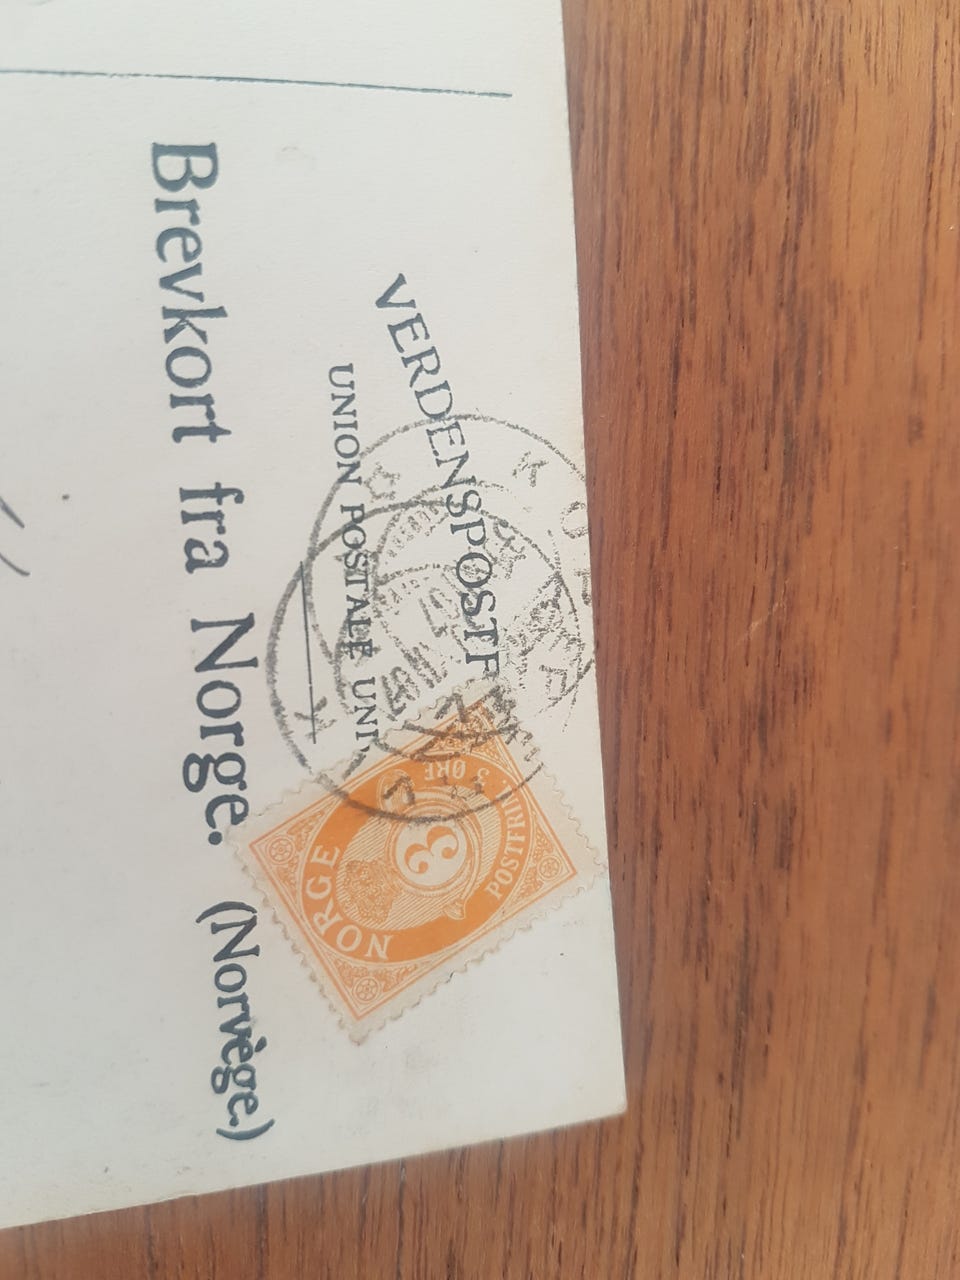 Brevkort fra Norge. (Norvège.)
VERDENSPOSTF
UNION POSTALE UNI
NORGE
POSTFRIM.
3 ØRE
3